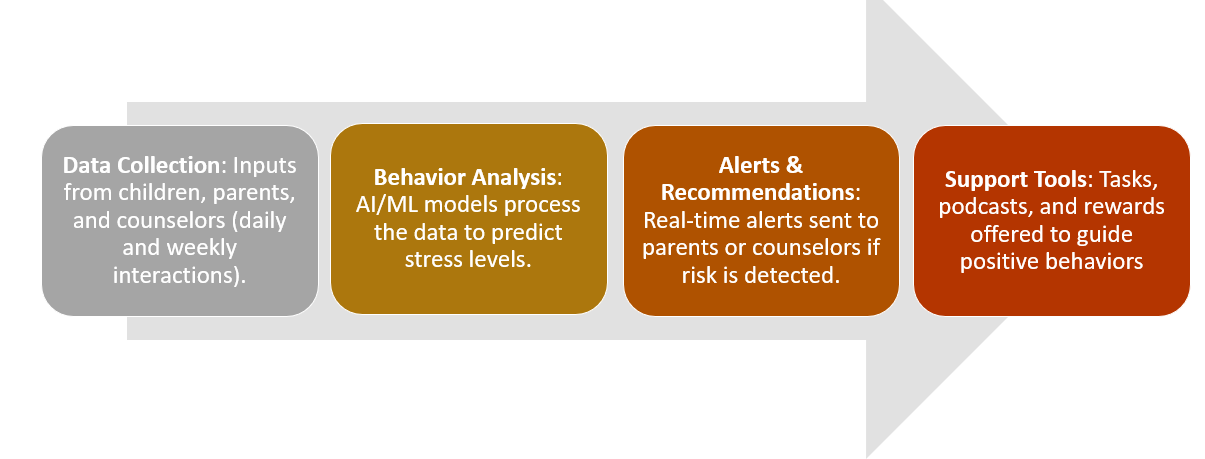 Data Collection: Inputs
from children, parents,
and counselors (daily
and weekly
interactions).
Behavior Analysis:
AI/ML models process
the data to predict
stress levels.
Alerts &
Recommendations:
Real-time alerts sent to
parents or counselors if
risk is detected.
Support Tools: Tasks,
podcasts, and rewards
offered to guide
positive behaviors